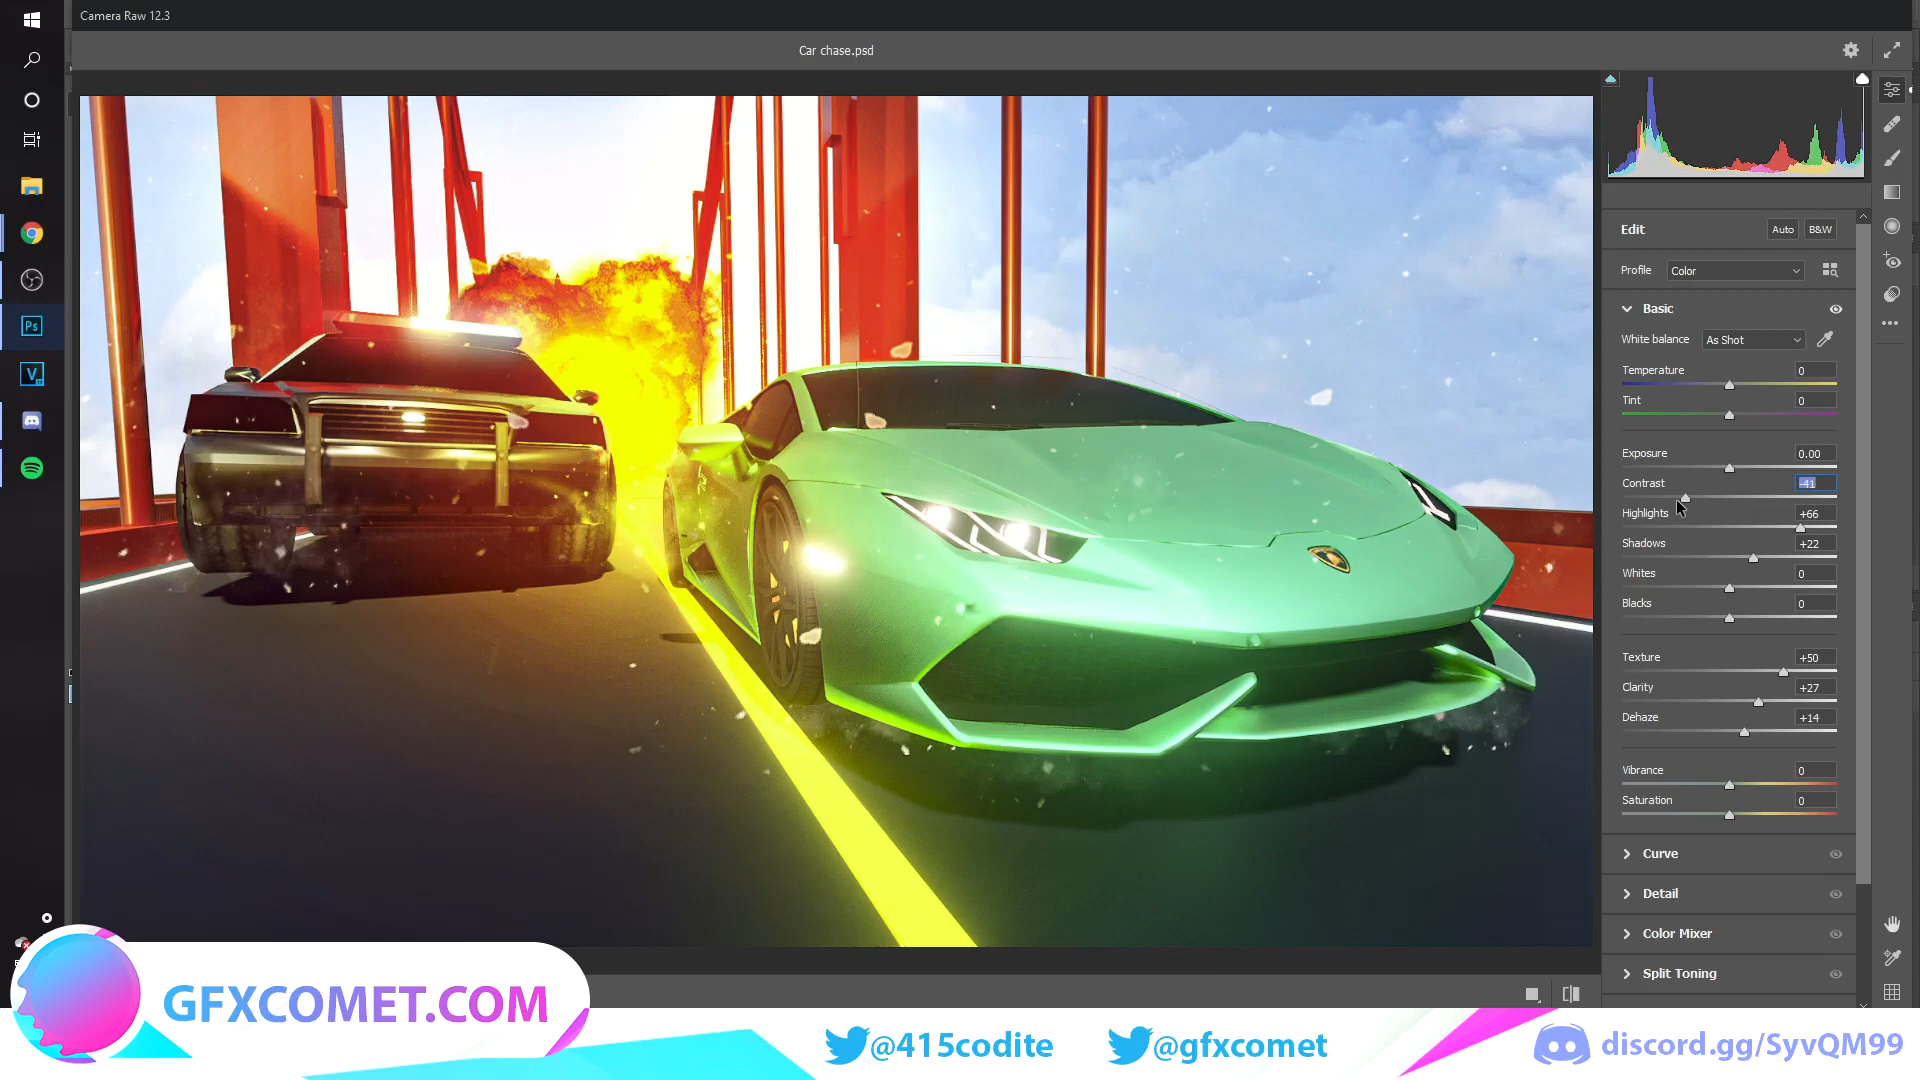 Camera Raw 12.3
Car chase.psd
Edit
Auto
B&W
Profile
Color
Basic
White balance
As Shot
Temperature
0
Tint
0
Exposure
0.00
Contrast
-41
Highlights
+66
Shadows
+22
Whites
0
Blacks
0
Texture
+50
Clarity
+27
Dehaze
+14
Vibrance
0
Saturation
0
Curve
Detail
Color Mixer
Split Toning
Ps
V
GFXCOMET.COM
@415codite
@gfxcomet
discord.gg/SyvQM99